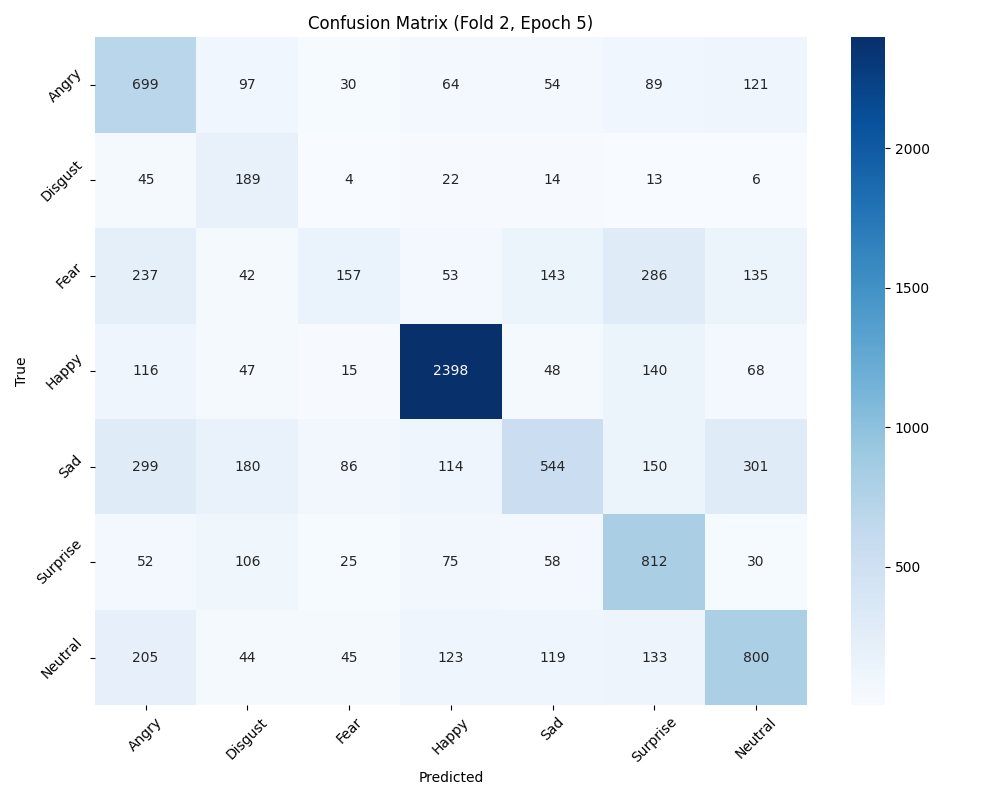 Confusion Matrix (Fold 2, Epoch 5)
True
Angry 699 97 30 64 54 89 121
Disgust 45 189 4 22 14 13 6
Fear 237 42 157 53 143 286 135
Happy 116 47 15 2398 48 140 68
Sad 299 180 86 114 544 150 301
Surprise 52 106 25 75 58 812 30
Neutral 205 44 45 123 119 133 800
Angry Disgust Fear Happy Sad Surprise Neutral
Predicted
2000
1500
1000
500